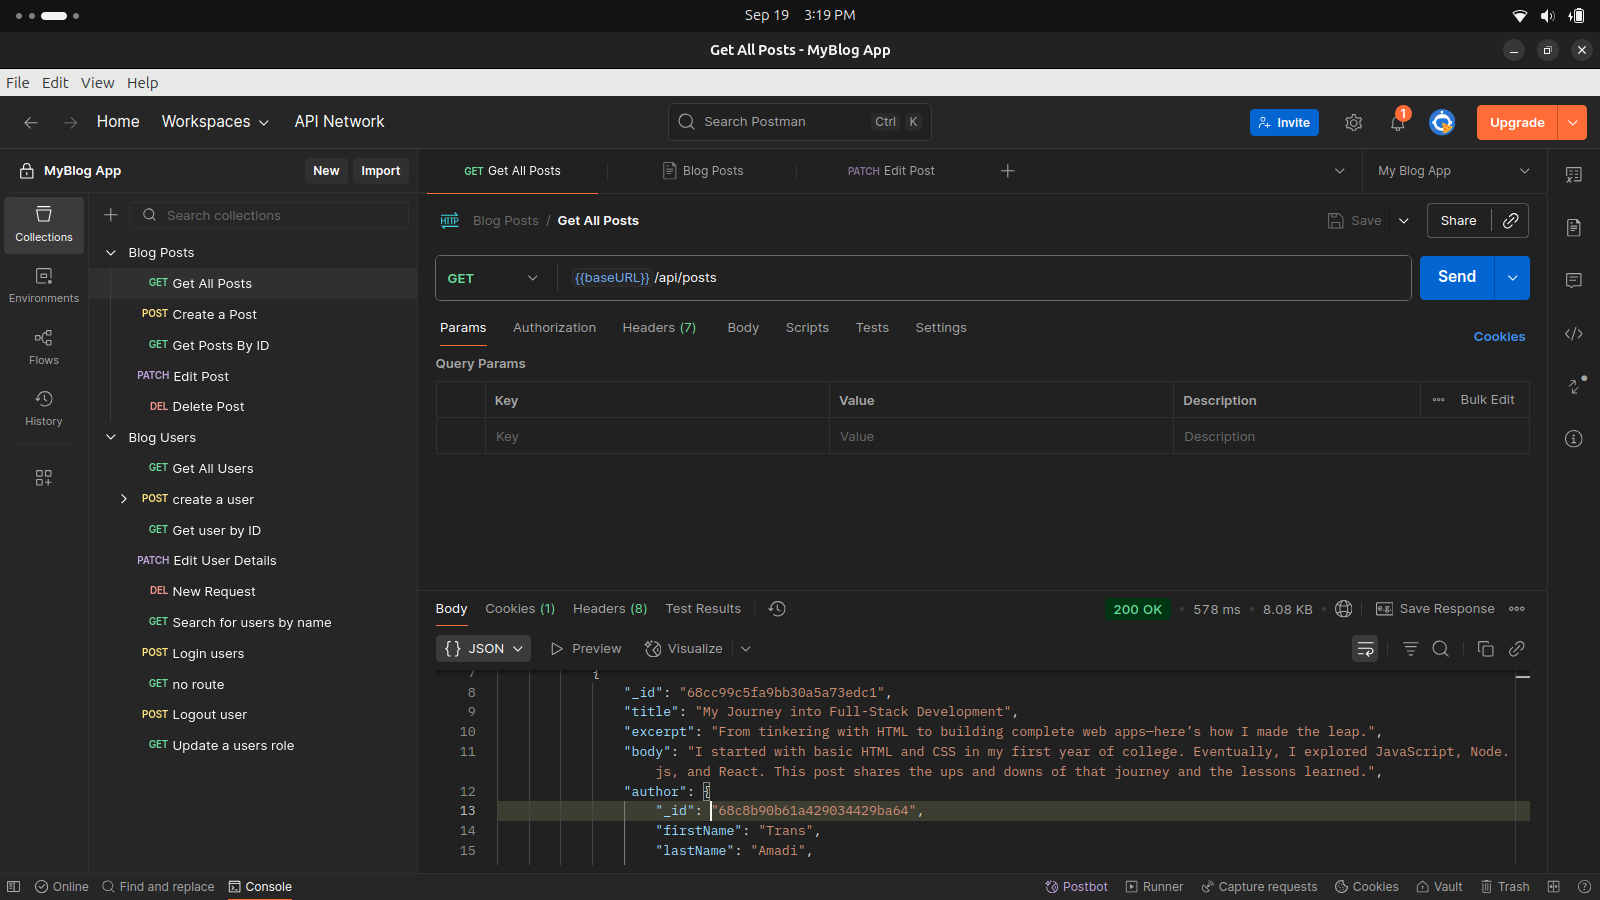 Sep 19 3:19 PM
Get All Posts - MyBlog App
File Edit View Help
Home Workspaces API Network
Search Postman Ctrl K
Invite
1
Upgrade
MyBlog App New Import
GET Get All Posts
Blog Posts
PATCH Edit Post
My Blog App
Collections
Environments
Flows
History
Search collections
Blog Posts
GET Get All Posts
POST Create a Post
GET Get Posts By ID
PATCH Edit Post
DEL Delete Post
Blog Users
GET Get All Users
POST create a user
GET Get user by ID
PATCH Edit User Details
DEL New Request
GET Search for users by name
POST Login users
GET no route
POST Logout user
GET Update a users role
HTTP Blog Posts / Get All Posts
Save Share
GET {{baseURL}} /api/posts
Send
Params Authorization Headers (7) Body Scripts Tests Settings
Cookies
Query Params
Key Value Description Bulk Edit
Key Value Description
Body Cookies (1) Headers (8) Test Results
200 OK 578 ms 8.08 KB e.g. Save Response
{} JSON Preview Visualize
7 {
8 "_id": "68cc99c5fa9bb30a5a73edc1",
9 "title": "My Journey into Full-Stack Development",
10 "excerpt": "From tinkering with HTML to building complete web apps—here’s how I made the leap.",
11 "body": "I started with basic HTML and CSS in my first year of college. Eventually, I explored JavaScript, Node.
js, and React. This post shares the ups and downs of that journey and the lessons learned.",
12 "author": {
13 "_id": "68c8b90b61a429034429ba64",
14 "firstName": "Trans",
15 "lastName": "Amadi",
Online Find and replace Console
Postbot Runner Capture requests Cookies Vault Trash